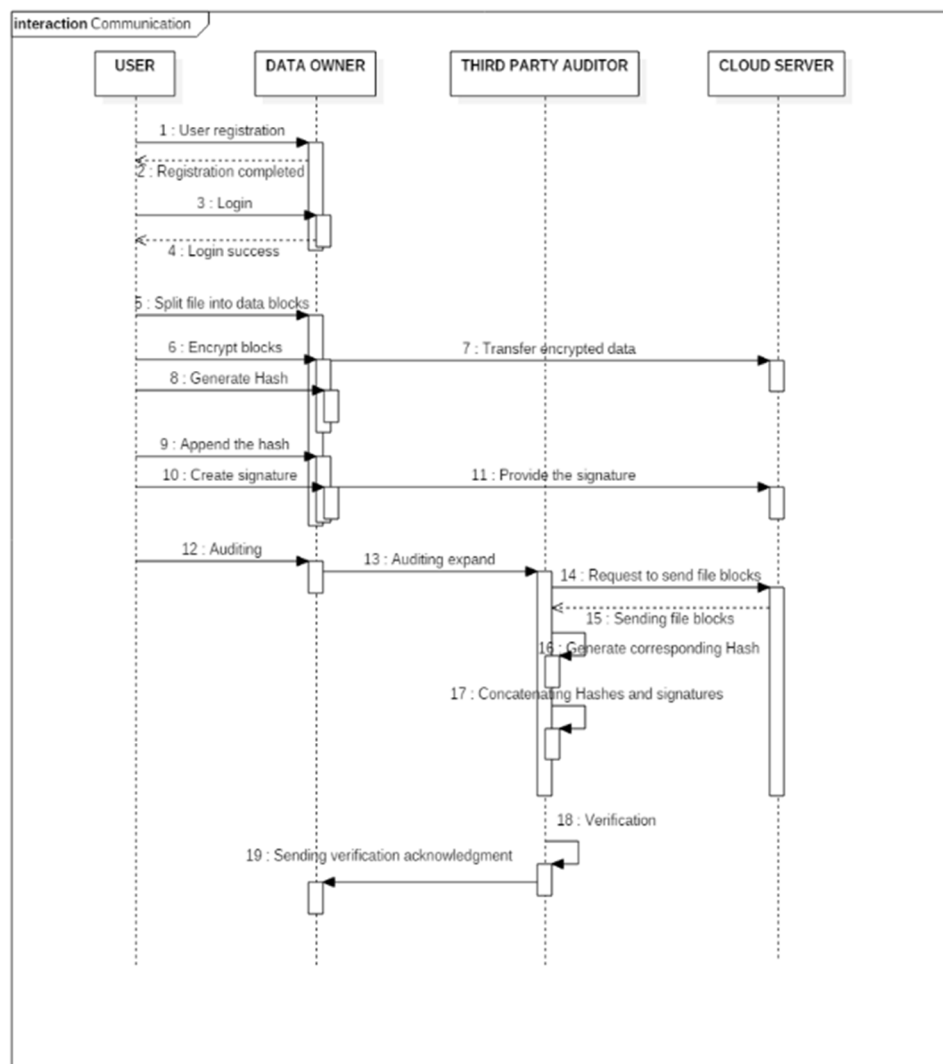 interaction Communication
USER
DATA OWNER
THIRD PARTY AUDITOR
CLOUD SERVER
1 : User registration
2 : Registration completed
3 : Login
4 : Login success
5 : Split file into data blocks
6 : Encrypt blocks
7 : Transfer encrypted data
8 : Generate Hash
9 : Append the hash
10 : Create signature
11 : Provide the signature
12 : Auditing
13 : Auditing expand
14 : Request to send file blocks
15 : Sending file blocks
16 : Generate corresponding Hash
17 : Concatenating Hashes and signatures
18 : Verification
19 : Sending verification acknowledgment